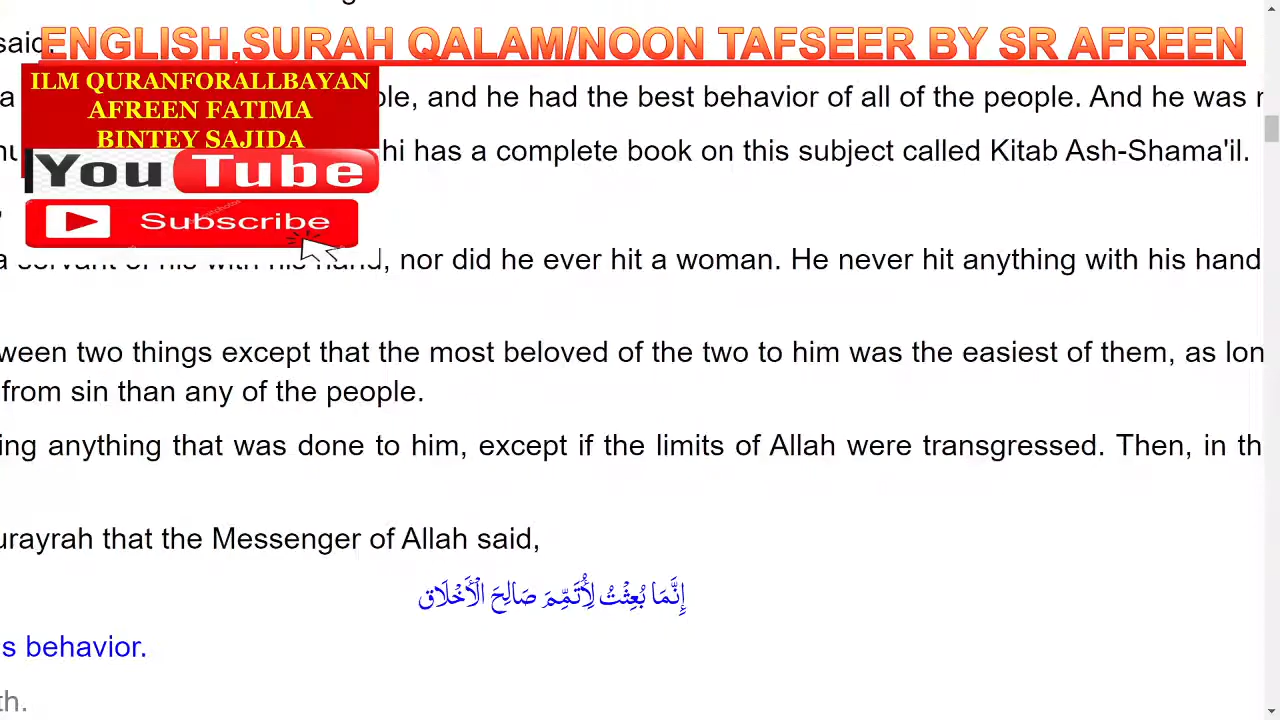 said,
ENGLISH,SURAH QALAM/NOON TAFSEER BY SR AFREEN
ILM QURANFORALLBAYAN
AFREEN FATIMA
BINTEY SAJIDA
a ple, and he had the best behavior of all of the people. And he was
hi has a complete book on this subject called Kitab Ash-Shama'il.
You Tube
Subscribe
a servant of his with his hand, nor did he ever hit a woman. He never hit anything with his hand
ween two things except that the most beloved of the two to him was the easiest of them, as lon
from sin than any of the people.
ing anything that was done to him, except if the limits of Allah were transgressed. Then, in th
urayrah that the Messenger of Allah said,
إِنَّمَا بُعِثْتُ لِأُتَمِّمَ صَالِحَ الْأَخْلَاق
s behavior.
th.